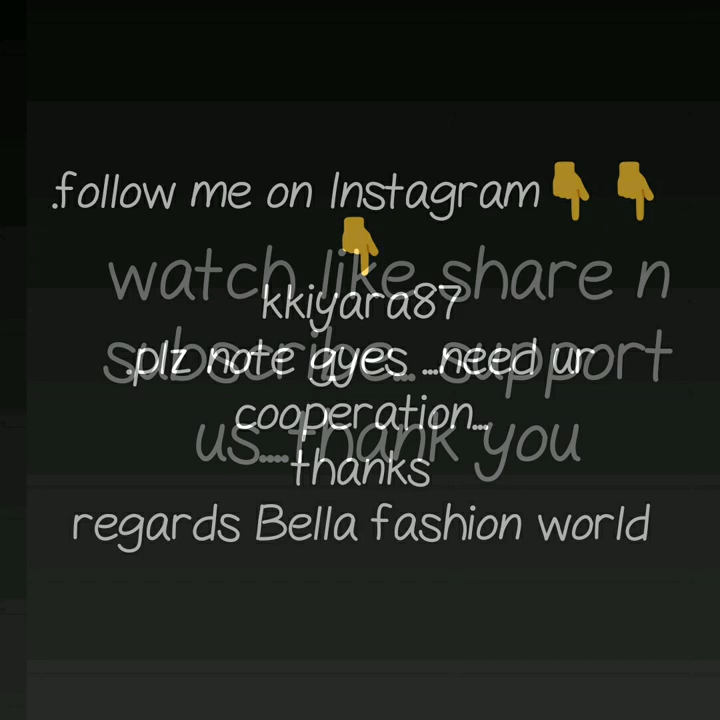 .follow me on Instagram👇👇
👇
kkiyara87
.plz note gyes ...need ur
cooperation...
thanks
regards Bella fashion world
watch like share n
subscribe... support
us....thank you